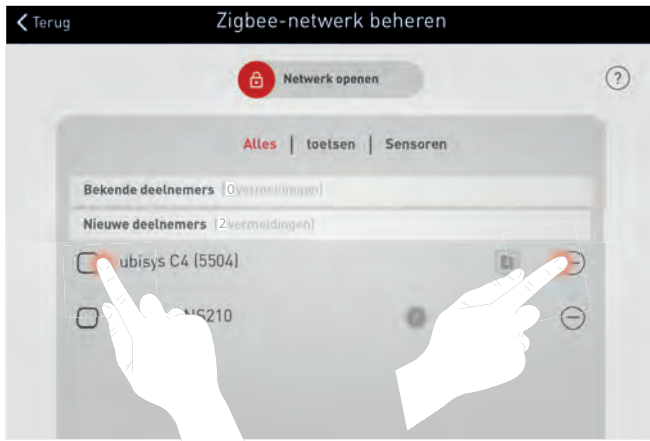 Terug
Zigbee-netwerk beheren
Netwerk openen
?
Alles | toetsen | Sensoren
Bekende deelnemers (0vermeldingen)
Nieuwe deelnemers (2vermeldingen)
ubisys C4 (5504)
NS210